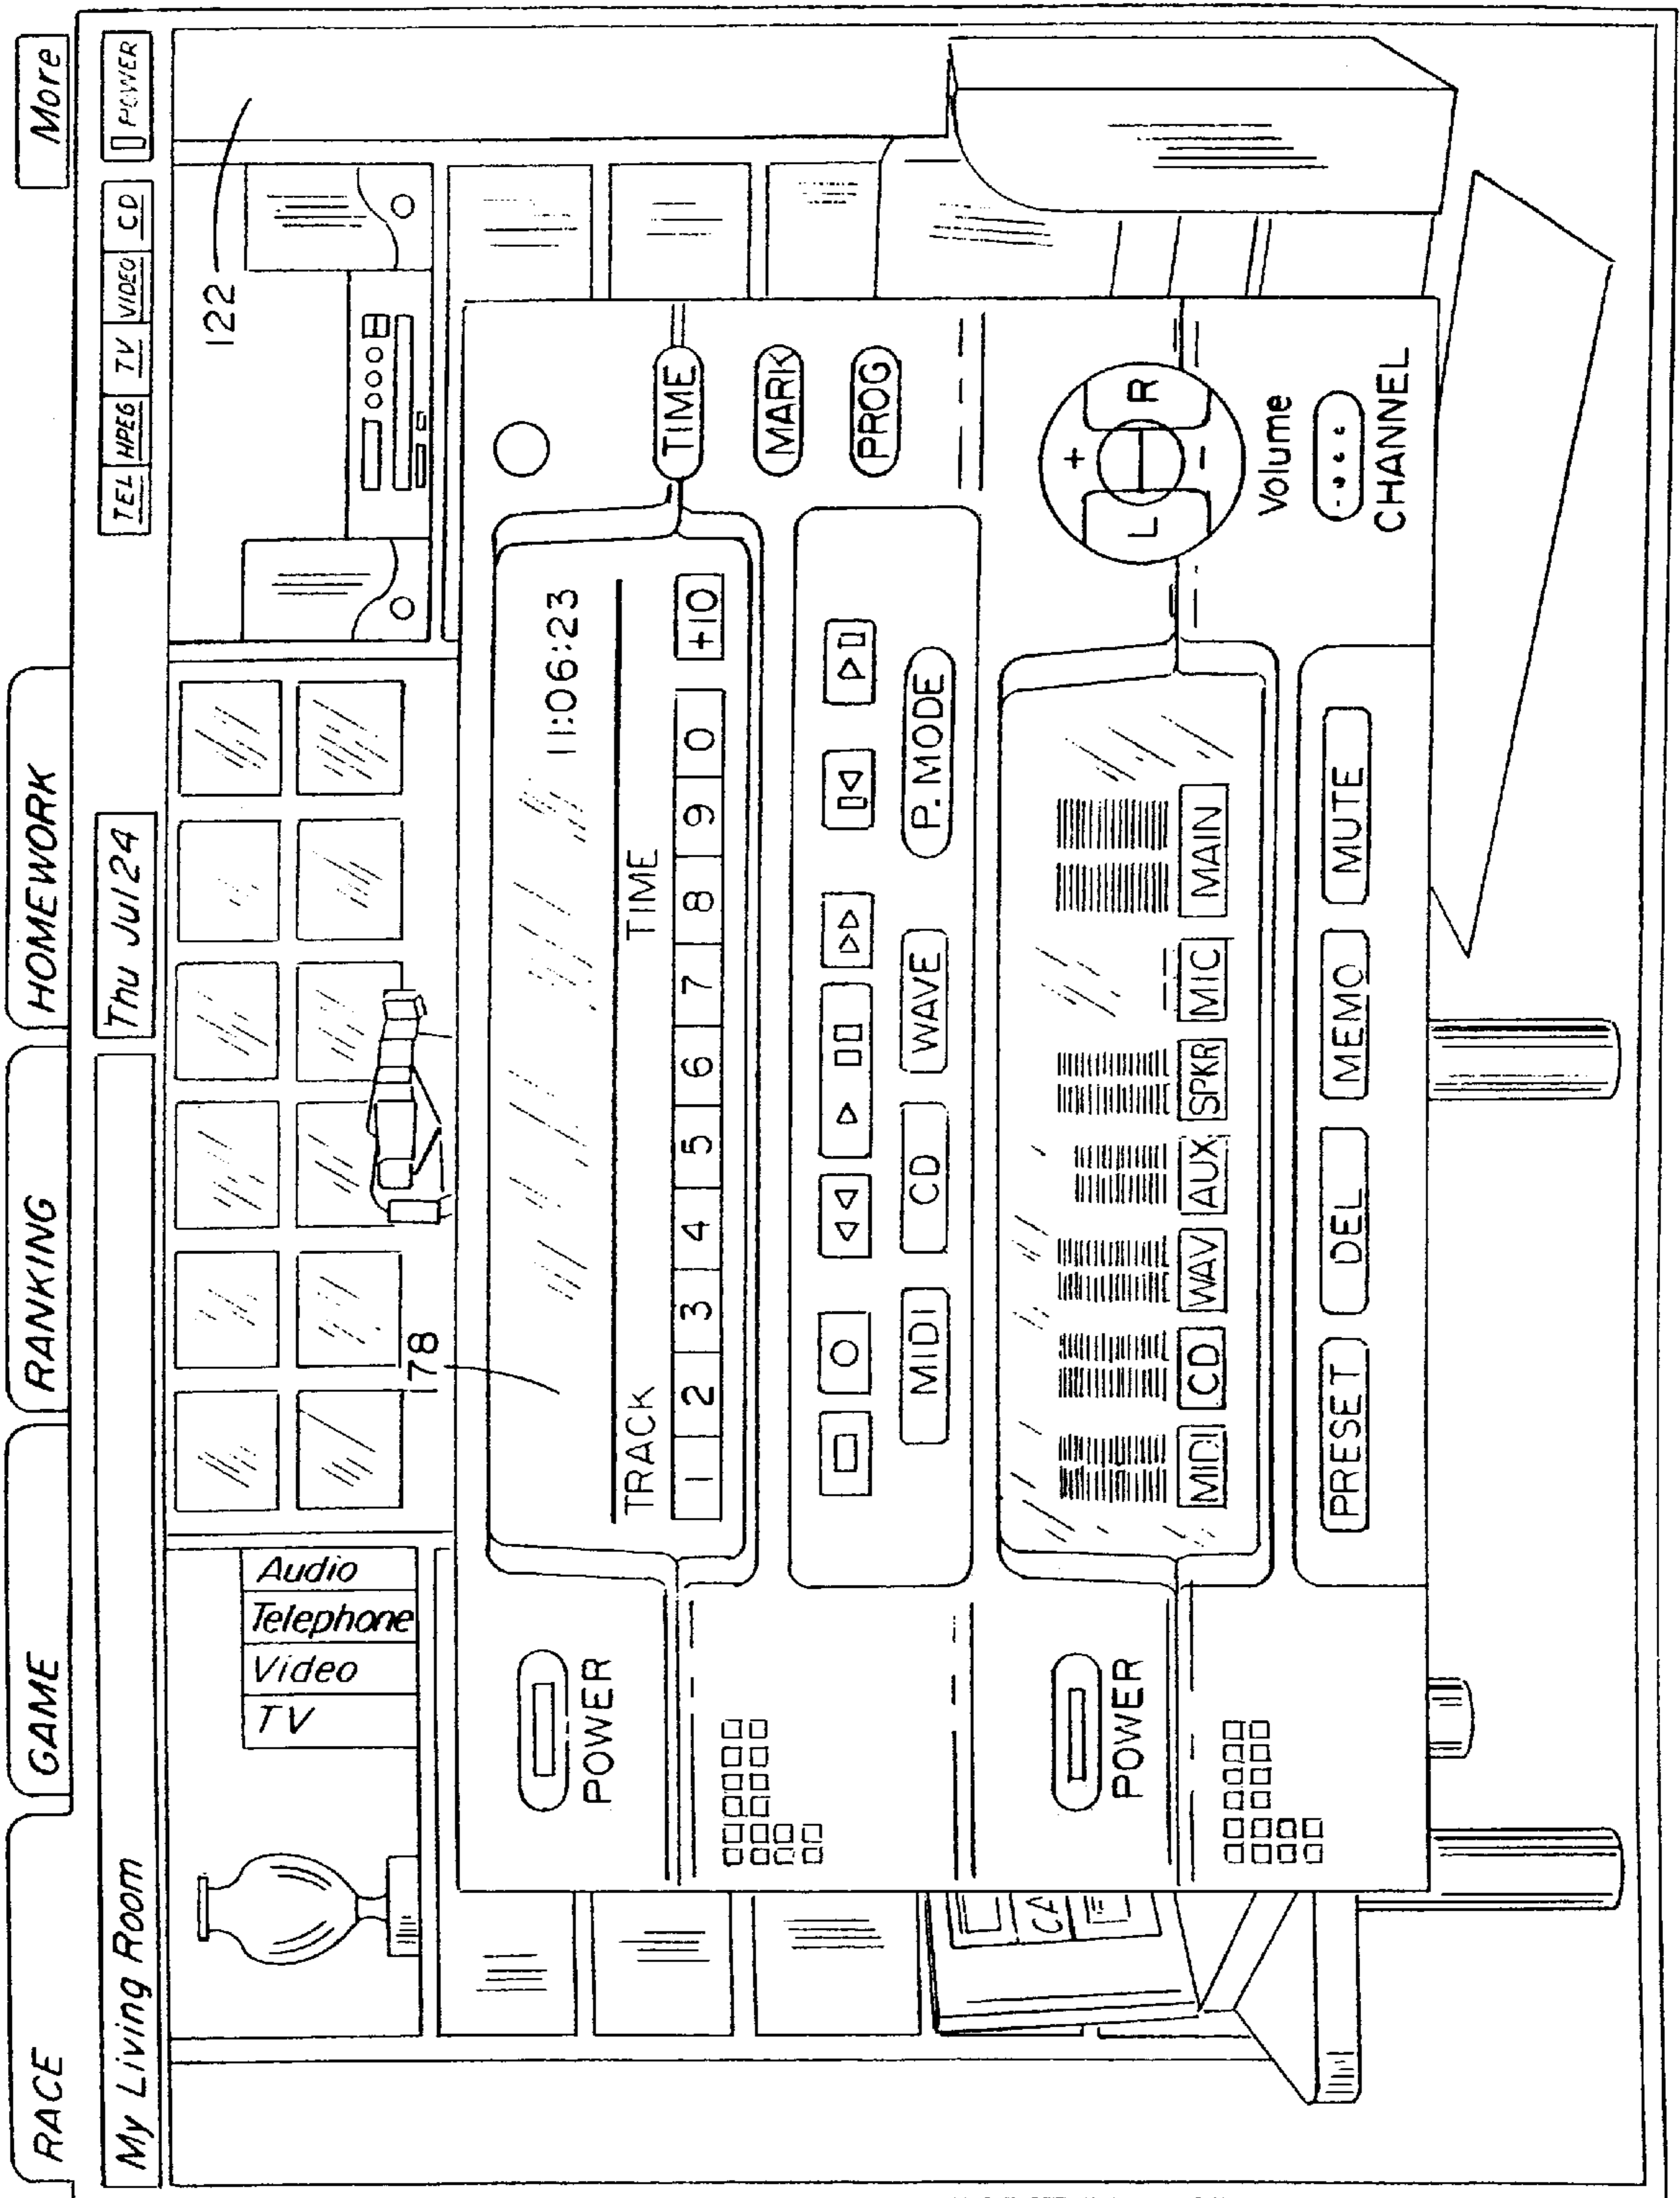 RACE GAME RANKING HOMEWORK More
My Living Room Thu Jul 24 TEL HPEG TV VIDEO CD POWER
122
Audio
Telephone
Video
TV
178
POWER
11:06:23
TRACK TIME
1 2 3 4 5 6 7 8 9 0 +10
TIME
MARK
PROG
MIDI CD WAVE P.MODE
CA
POWER
MIDI CD WAV AUX SPKR MIC MAIN
+
L R
-
Volume
CHANNEL
PRESET DEL MEMO MUTE